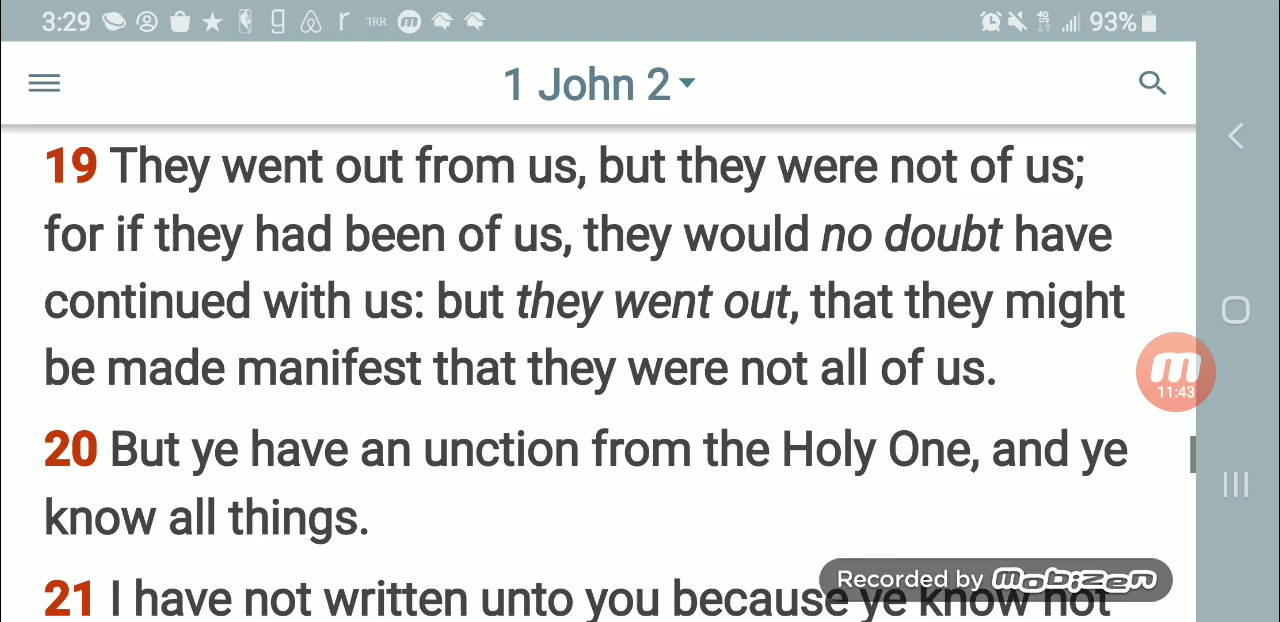 3:29 g r TRR m 4G LTE 93%
1 John 2
19 They went out from us, but they were not of us;
for if they had been of us, they would no doubt have
continued with us: but they went out, that they might
be made manifest that they were not all of us.
m
11:43
20 But ye have an unction from the Holy One, and ye
know all things.
Recorded by mobizen
21 I have not written unto you because ye know not